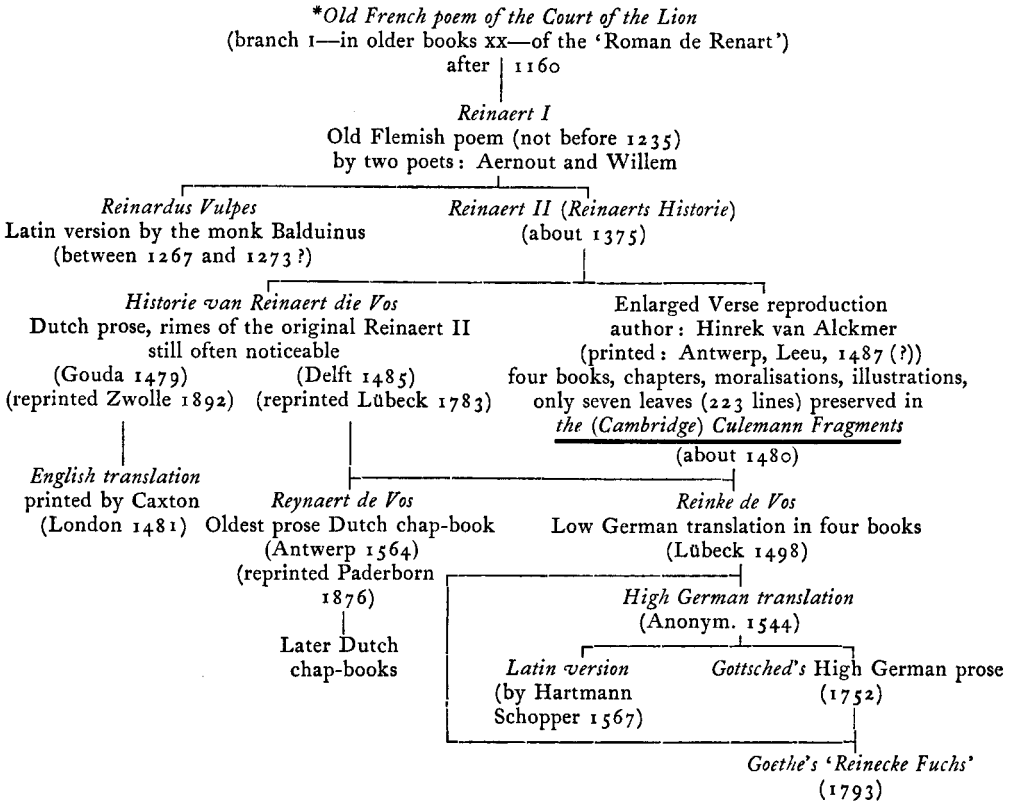 *Old French poem of the Court of the Lion
(branch I—in older books XX—of the ‘Roman de Renart’)
after 1160
Reinaert I
Old Flemish poem (not before 1235)
by two poets: Aernout and Willem
Reinardus Vulpes
Latin version by the monk Balduinus
(between 1267 and 1273?)
Reinaert II (Reinaerts Historie)
(about 1375)
Historie van Reinaert die Vos
Dutch prose, rimes of the original Reinaert II
still often noticeable
(Gouda 1479) (Delft 1485)
(reprinted Zwolle 1892) (reprinted Lübeck 1783)
Enlarged Verse reproduction
author: Hinrek van Alckmer
(printed: Antwerp, Leeu, 1487 (?))
four books, chapters, moralisations, illustrations,
only seven leaves (223 lines) preserved in
the (Cambridge) Culemann Fragments
(about 1480)
English translation
printed by Caxton
(London 1481)
Reynaert de Vos
Oldest prose Dutch chap-book
(Antwerp 1564)
(reprinted Paderborn
1876)
Later Dutch
chap-books
Reinke de Vos
Low German translation in four books
(Lübeck 1498)
High German translation
(Anonym. 1544)
Latin version
(by Hartmann
Schopper 1567)
Gottsched's High German prose
(1752)
Goethe's ‘Reinecke Fuchs’
(1793)